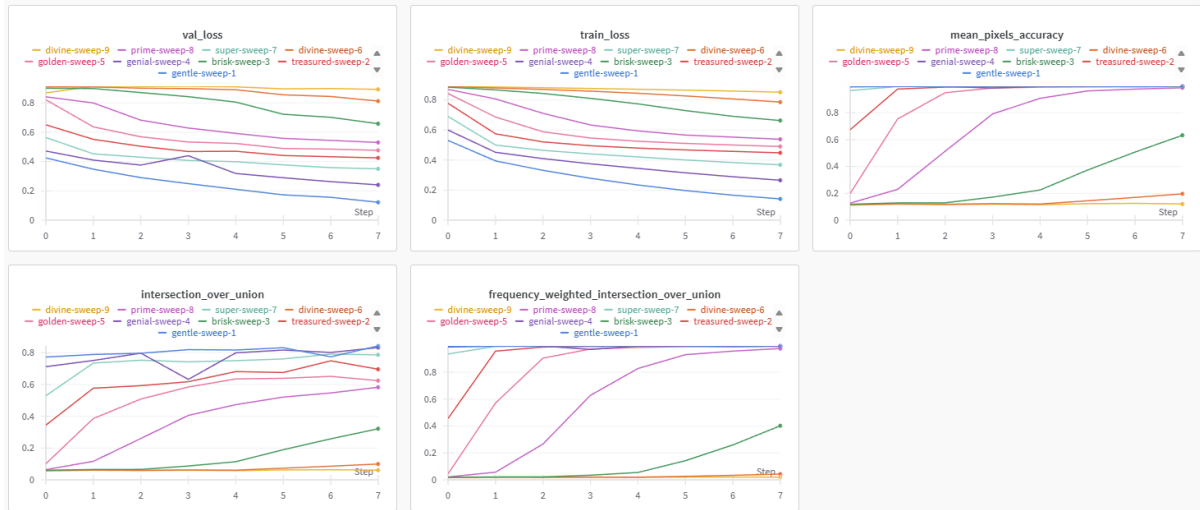 val_loss
divine-sweep-9 prime-sweep-8 super-sweep-7 divine-sweep-6
golden-sweep-5 genial-sweep-4 brisk-sweep-3 treasured-sweep-2
gentle-sweep-1
0.8
0.6
0.4
0.2
0
Step
0 1 2 3 4 5 6 7
train_loss
divine-sweep-9 prime-sweep-8 super-sweep-7 divine-sweep-6
golden-sweep-5 genial-sweep-4 brisk-sweep-3 treasured-sweep-2
gentle-sweep-1
0.8
0.6
0.4
0.2
0
Step
0 1 2 3 4 5 6 7
mean_pixels_accuracy
divine-sweep-9 prime-sweep-8 super-sweep-7 divine-sweep-6
golden-sweep-5 genial-sweep-4 brisk-sweep-3 treasured-sweep-2
gentle-sweep-1
0.8
0.6
0.4
0.2
0
Step
0 1 2 3 4 5 6 7
intersection_over_union
divine-sweep-9 prime-sweep-8 super-sweep-7 divine-sweep-6
golden-sweep-5 genial-sweep-4 brisk-sweep-3 treasured-sweep-2
gentle-sweep-1
0.8
0.6
0.4
0.2
0
Step
0 1 2 3 4 5 6 7
frequency_weighted_intersection_over_union
divine-sweep-9 prime-sweep-8 super-sweep-7 divine-sweep-6
golden-sweep-5 genial-sweep-4 brisk-sweep-3 treasured-sweep-2
gentle-sweep-1
0.8
0.6
0.4
0.2
0
Step
0 1 2 3 4 5 6 7